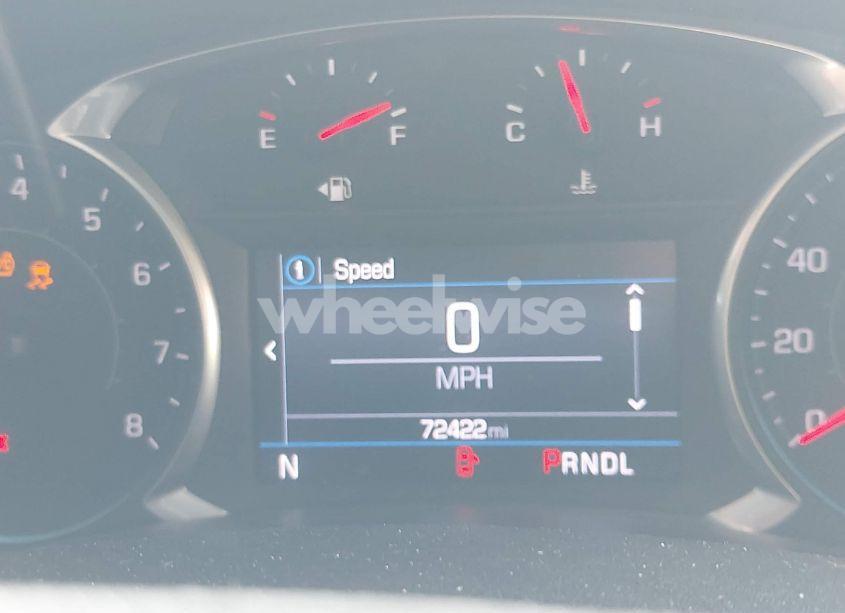 E F
C H
4
5
6
7
8
i Speed
wheelwise
0
MPH
72422 mi
N PRNDL
40
20
0